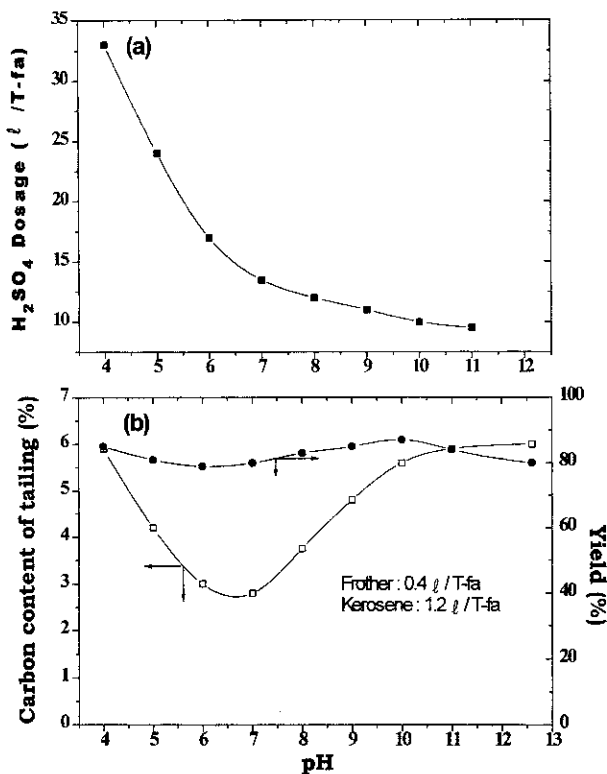 (a)
H₂SO₄ Dosage ( ℓ /T-fa)
35
30
25
20
15
10
4 5 6 7 8 9 10 11 12
(b)
Carbon content of tailing (%)
7
6
5
4
3
2
1
0
100
80
60
40
20
0
Yield (%)
Frother : 0.4 ℓ / T-fa
Kerosene : 1.2 ℓ / T-fa
4 5 6 7 8 9 10 11 12 13
pH